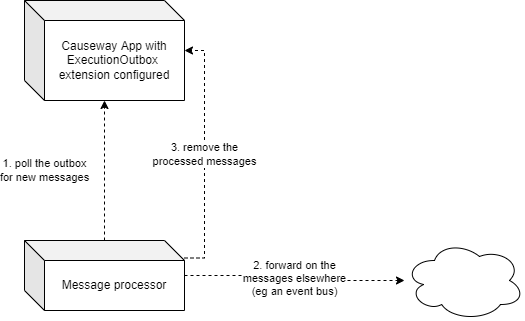 Causeway App with
ExecutionOutbox
extension configured
3. remove the
processed messages
1. poll the outbox
for new messages
2. forward on the
messages elsewhere
(eg an event bus)
Message processor